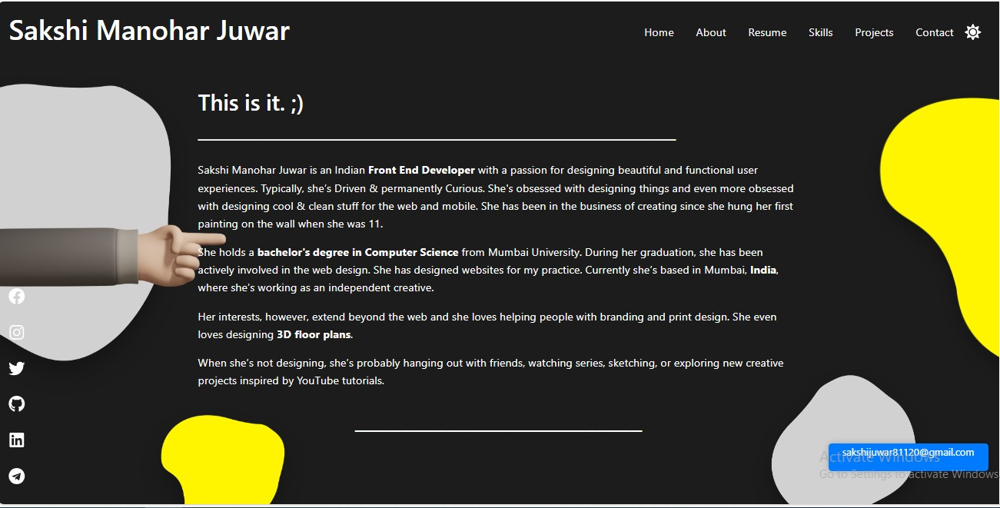 Sakshi Manohar Juwar
Home About Resume Skills Projects Contact
This is it. ;)
Sakshi Manohar Juwar is an Indian Front End Developer with a passion for designing beautiful and functional user
experiences. Typically, she’s Driven & permanently Curious. She's obsessed with designing things and even more obsessed
with designing cool & clean stuff for the web and mobile. She has been in the business of creating since she hung her first
painting on the wall when she was 11.
She holds a bachelor's degree in Computer Science from Mumbai University. During her graduation, she has been
actively involved in the web design. She has designed websites for my practice. Currently she’s based in Mumbai, India,
where she’s working as an independent creative.
Her interests, however, extend beyond the web and she loves helping people with branding and print design. She even
loves designing 3D floor plans.
When she’s not designing, she’s probably hanging out with friends, watching series, sketching, or exploring new creative
projects inspired by YouTube tutorials.
in
sakshijuwar81120@gmail.com
Activate Windows
Go to Settings to activate Windows